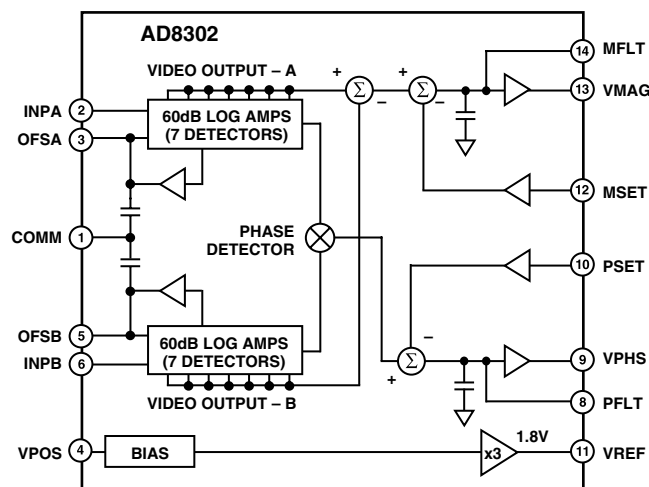 AD8302
VIDEO OUTPUT – A
INPA 2
OFSA 3
60dB LOG AMPS
(7 DETECTORS)
+ Σ –
+ Σ –
14 MFLT
13 VMAG
12 MSET
COMM 1
PHASE
DETECTOR
10 PSET
OFSB 5
INPB 6
60dB LOG AMPS
(7 DETECTORS)
VIDEO OUTPUT – B
–
+ Σ
9 VPHS
8 PFLT
VPOS 4
BIAS
x3
1.8V
11 VREF